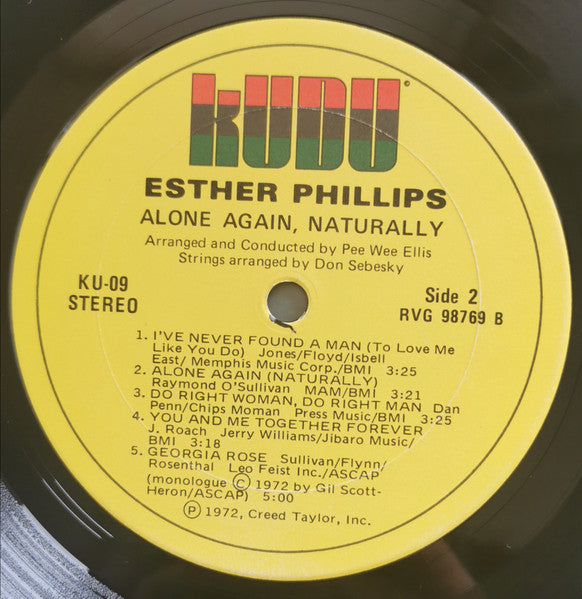 KUDU
©
ESTHER PHILLIPS
ALONE AGAIN, NATURALLY
Arranged and Conducted by Pee Wee Ellis
Strings arranged by Don Sebesky
KU-09
STEREO
Side 2
RVG 98769 B
1. I'VE NEVER FOUND A MAN (To Love Me
Like You Do) Jones/Floyd/Isbell
East/ Memphis Music Corp./BMI 3:25
2. ALONE AGAIN (NATURALLY)
Raymond O'Sullivan MAM/BMI 3:21
3. DO RIGHT WOMAN, DO RIGHT MAN Dan
Penn/Chips Moman Press Music/BMI 3:25
4. YOU AND ME TOGETHER FOREVER
J. Roach Jerry Williams/Jibaro Music/
BMI 3:18
5. GEORGIA ROSE Sullivan/Flynn/
Rosenthal Leo Feist Inc./ASCAP
(monologue © 1972 by Gil Scott-
Heron/ASCAP) 5:00
℗ 1972, Creed Taylor, Inc.